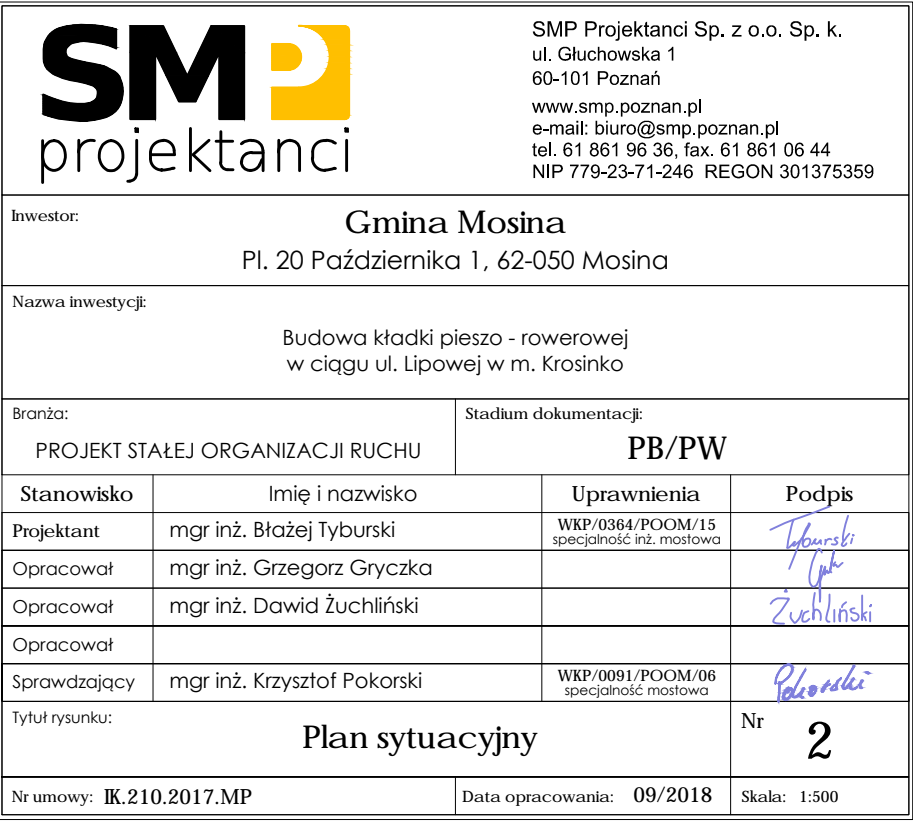 SMP
projektanci
SMP Projektanci Sp. z o.o. Sp. k.
ul. Głuchowska 1
60-101 Poznań
www.smp.poznan.pl
e-mail: biuro@smp.poznan.pl
tel. 61 861 96 36, fax. 61 861 06 44
NIP 779-23-71-246 REGON 301375359
Inwestor:
Gmina Mosina
Pl. 20 Października 1, 62-050 Mosina
Nazwa inwestycji:
Budowa kładki pieszo - rowerowej
w ciągu ul. Lipowej w m. Krosinko
Branża:
PROJEKT STAŁEJ ORGANIZACJI RUCHU
Stadium dokumentacji:
PB/PW
Stanowisko Imię i nazwisko Uprawnienia Podpis
Projektant mgr inż. Błażej Tyburski WKP/0364/POOM/15 Tyburski
specjalność inż. mostowa
Opracował mgr inż. Grzegorz Gryczka
Opracował mgr inż. Dawid Żuchliński Żuchliński
Opracował
Sprawdzający mgr inż. Krzysztof Pokorski WKP/0091/POOM/06 Pokorski
specjalność mostowa
Tytuł rysunku:
Plan sytuacyjny
Nr
2
Nr umowy: IK.210.2017.MP
Data opracowania: 09/2018
Skala: 1:500